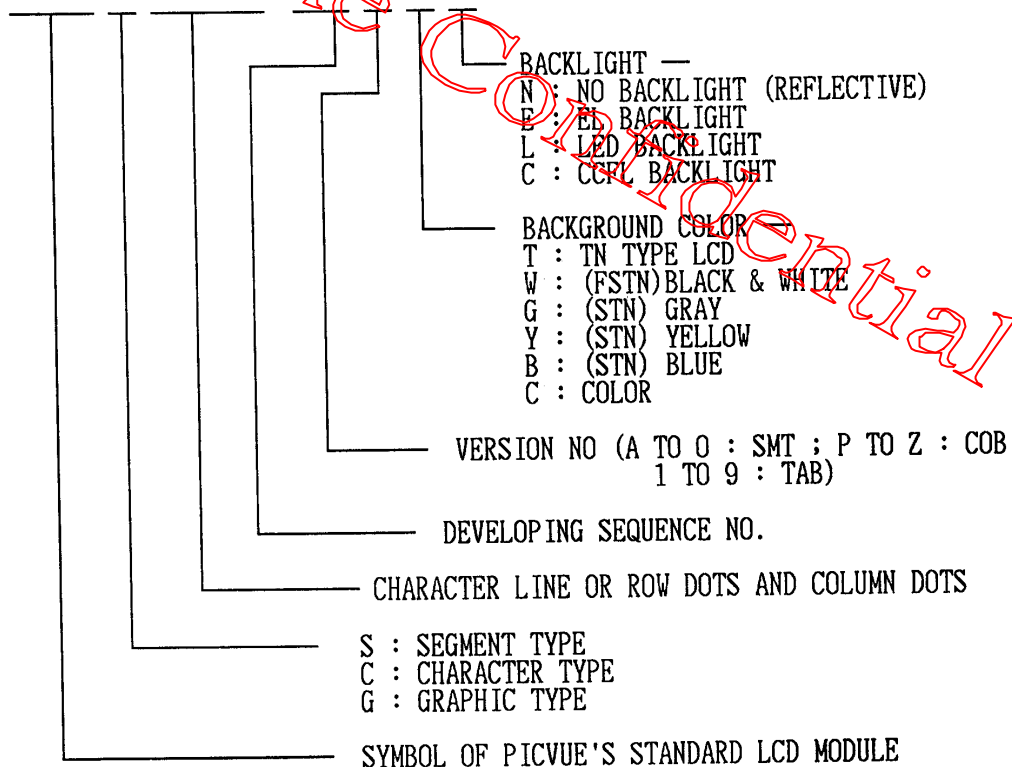 BACKLIGHT —
N : NO BACKLIGHT (REFLECTIVE)
E : EL BACKLIGHT
L : LED BACKLIGHT
C : CCFL BACKLIGHT
BACKGROUND COLOR —
T : TN TYPE LCD
W : (FSTN)BLACK & WHITE
G : (STN) GRAY
Y : (STN) YELLOW
B : (STN) BLUE
C : COLOR
VERSION NO (A TO O : SMT ; P TO Z : COB
1 TO 9 : TAB)
DEVELOPING SEQUENCE NO.
CHARACTER LINE OR ROW DOTS AND COLUMN DOTS
S : SEGMENT TYPE
C : CHARACTER TYPE
G : GRAPHIC TYPE
SYMBOL OF PICVUE'S STANDARD LCD MODULE
Confidential